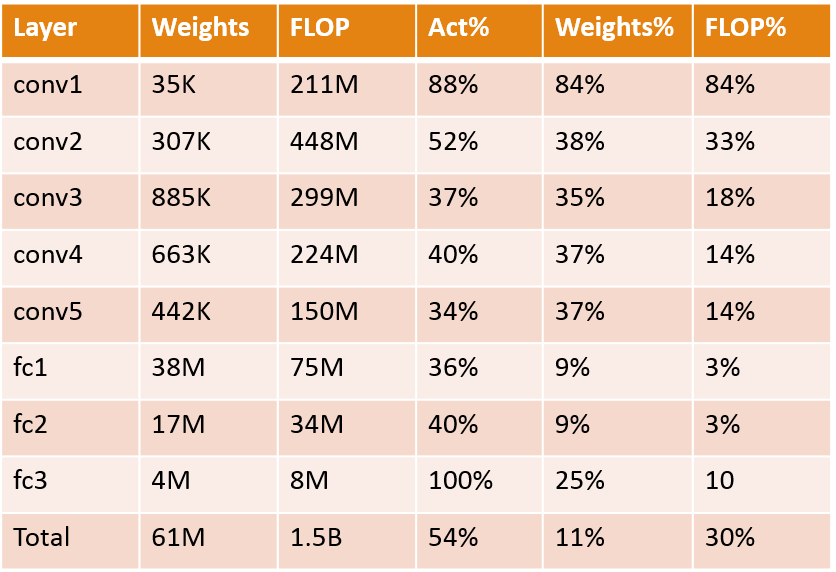 Layer Weights FLOP Act% Weights% FLOP%
conv1 35K 211M 88% 84% 84%
conv2 307K 448M 52% 38% 33%
conv3 885K 299M 37% 35% 18%
conv4 663K 224M 40% 37% 14%
conv5 442K 150M 34% 37% 14%
fc1 38M 75M 36% 9% 3%
fc2 17M 34M 40% 9% 3%
fc3 4M 8M 100% 25% 10
Total 61M 1.5B 54% 11% 30%